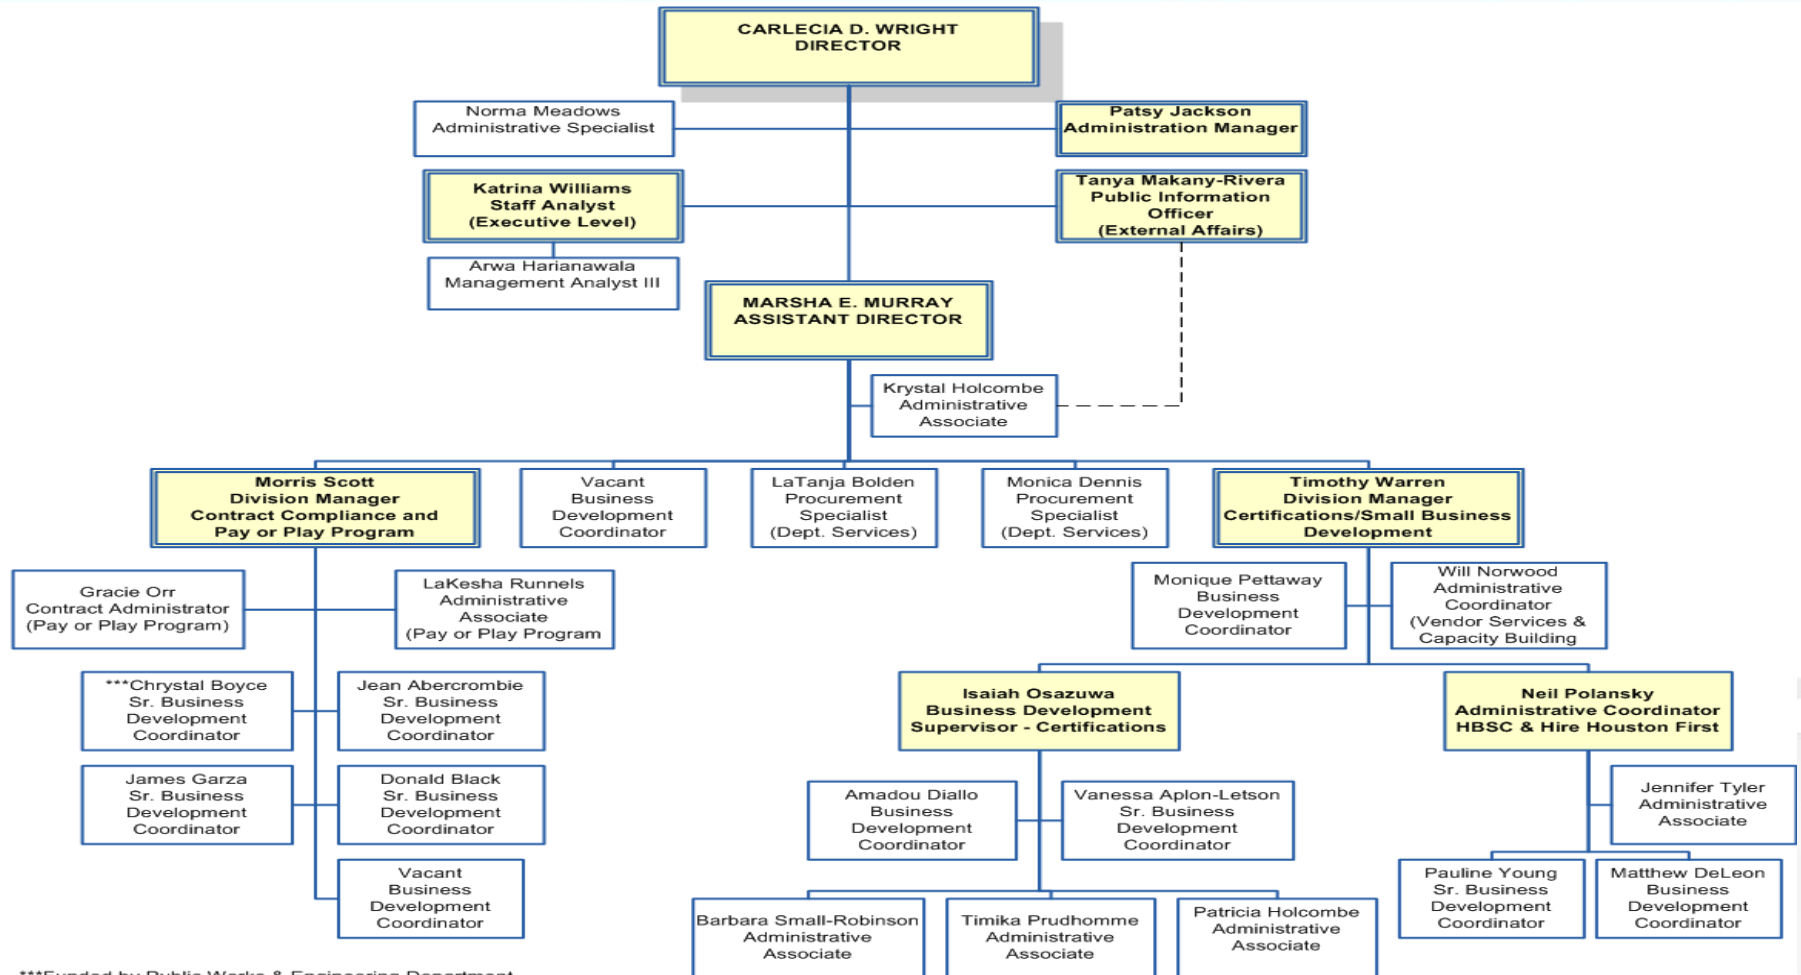 CARLECIA D. WRIGHT
DIRECTOR
Norma Meadows
Administrative Specialist
Patsy Jackson
Administration Manager
Katrina Williams
Staff Analyst
(Executive Level)
Tanya Makany-Rivera
Public Information
Officer
(External Affairs)
Arwa Harianawala
Management Analyst III
MARSHA E. MURRAY
ASSISTANT DIRECTOR
Krystal Holcombe
Administrative
Associate
Morris Scott
Division Manager
Contract Compliance and
Pay or Play Program
Vacant
Business
Development
Coordinator
LaTanja Bolden
Procurement
Specialist
(Dept. Services)
Monica Dennis
Procurement
Specialist
(Dept. Services)
Timothy Warren
Division Manager
Certifications/Small Business
Development
Gracie Orr
Contract Administrator
(Pay or Play Program)
LaKesha Runnels
Administrative
Associate
(Pay or Play Program
Monique Pettaway
Business
Development
Coordinator
Will Norwood
Administrative
Coordinator
(Vendor Services &
Capacity Building
***Chrystal Boyce
Sr. Business
Development
Coordinator
Jean Abercrombie
Sr. Business
Development
Coordinator
Isaiah Osazuwa
Business Development
Supervisor - Certifications
Neil Polansky
Administrative Coordinator
HBSC & Hire Houston First
James Garza
Sr. Business
Development
Coordinator
Donald Black
Sr. Business
Development
Coordinator
Amadou Diallo
Business
Development
Coordinator
Vanessa Aplon-Letson
Sr. Business
Development
Coordinator
Jennifer Tyler
Administrative
Associate
Vacant
Business
Development
Coordinator
Pauline Young
Sr. Business
Development
Coordinator
Matthew DeLeon
Business
Development
Coordinator
Barbara Small-Robinson
Administrative
Associate
Timika Prudhomme
Administrative
Associate
Patricia Holcombe
Administrative
Associate
***Funded by Public Works & Engineering Department